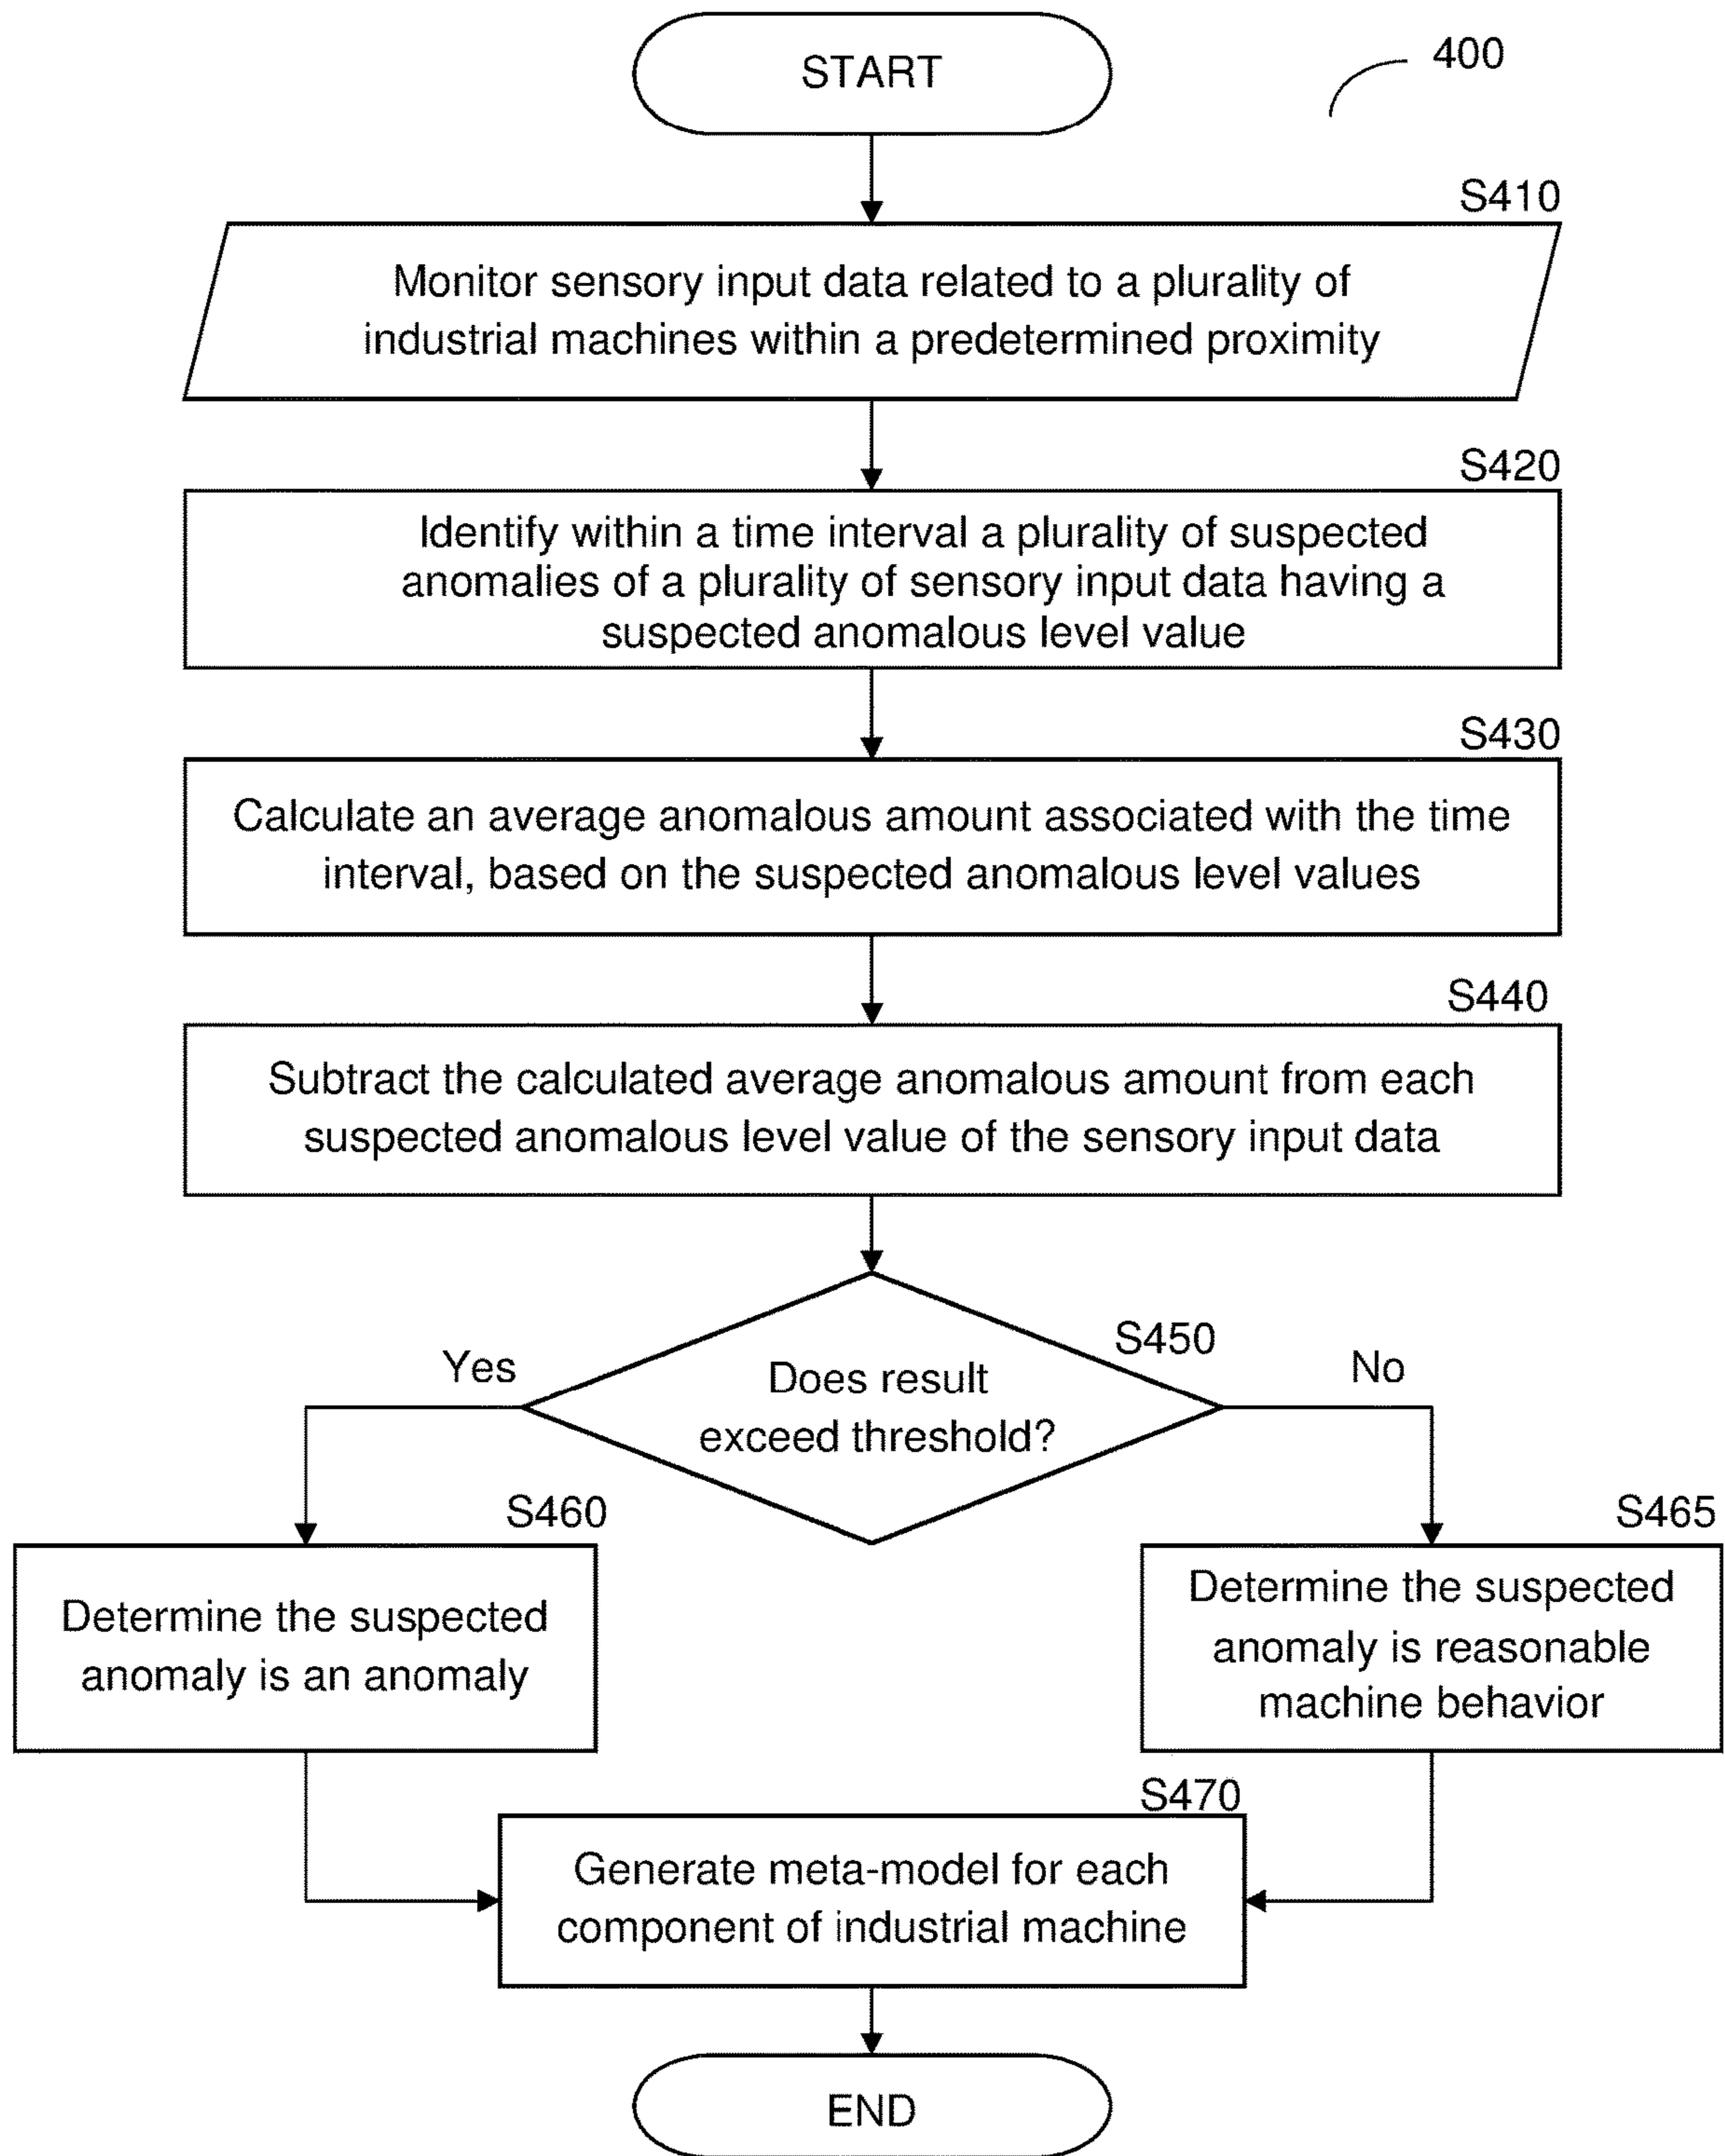 START
400
S410
Monitor sensory input data related to a plurality of
industrial machines within a predetermined proximity
S420
Identify within a time interval a plurality of suspected
anomalies of a plurality of sensory input data having a
suspected anomalous level value
S430
Calculate an average anomalous amount associated with the time
interval, based on the suspected anomalous level values
S440
Subtract the calculated average anomalous amount from each
suspected anomalous level value of the sensory input data
S450
Yes
Does result
exceed threshold?
No
S460
Determine the suspected
anomaly is an anomaly
S465
Determine the suspected
anomaly is reasonable
machine behavior
S470
Generate meta-model for each
component of industrial machine
END